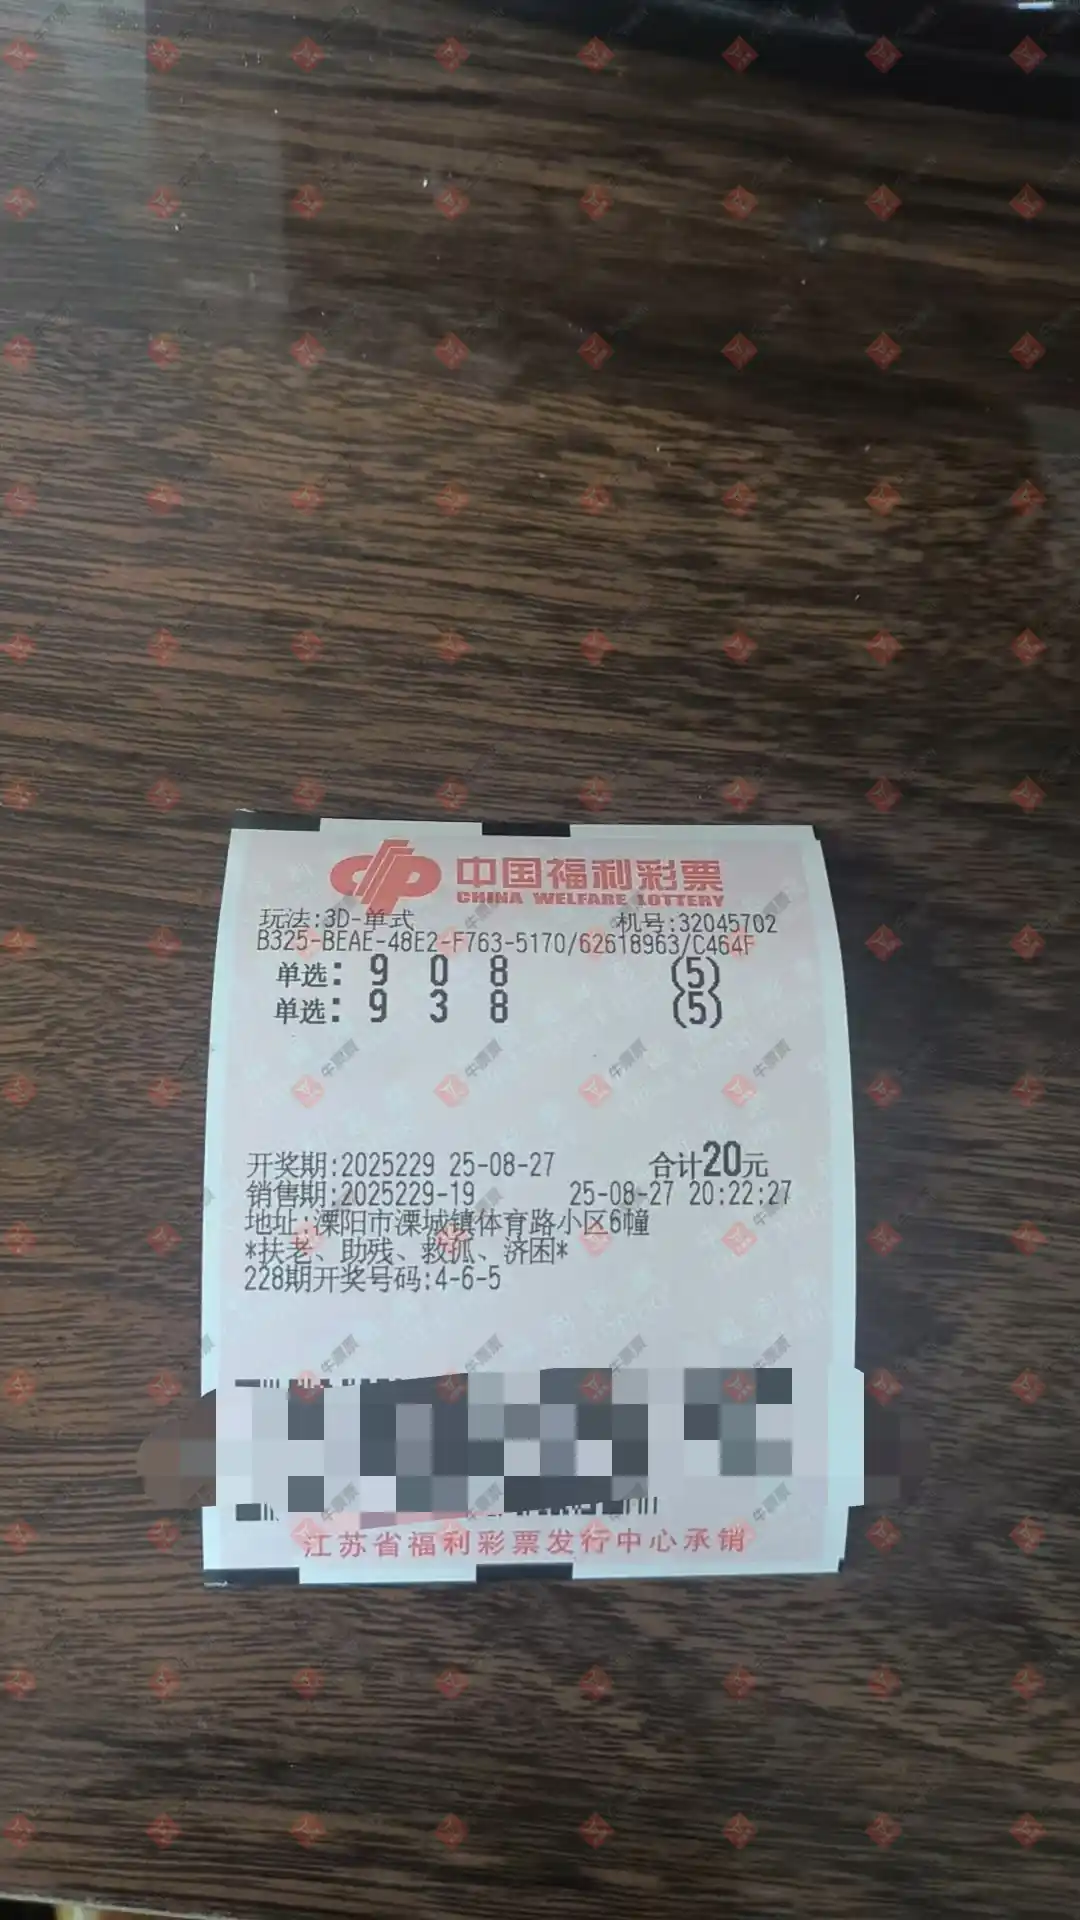 中国福利彩票
CHINA WELFARE LOTTERY
玩法:3D-单式 机号:32045702
B325-BEAE-48E2-F763-5170/62618963/C464F
单选: 9 0 8 (5)
单选: 9 3 8 (5)
开奖期:2025229 25-08-27 合计20元
销售期:2025229-19 25-08-27 20:22:27
地址:溧阳市溧城镇体育路小区6幢
*扶老、助残、救孤、济困*
228期开奖号码:4-6-5
江苏省福利彩票发行中心承销